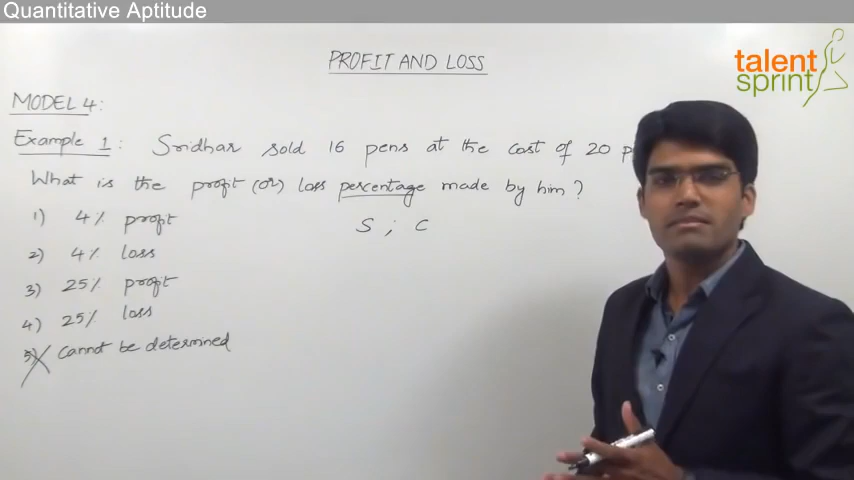 Quantitative Aptitude
PROFIT AND LOSS
talent
sprint
MODEL 4:
Example 1: Sridhar sold 16 pens at the cost of 20
What is the profit (or) loss percentage made by him?
1) 4% profit
S ; C
2) 4% loss
3) 25% profit
4) 25% loss
5) Cannot be determined